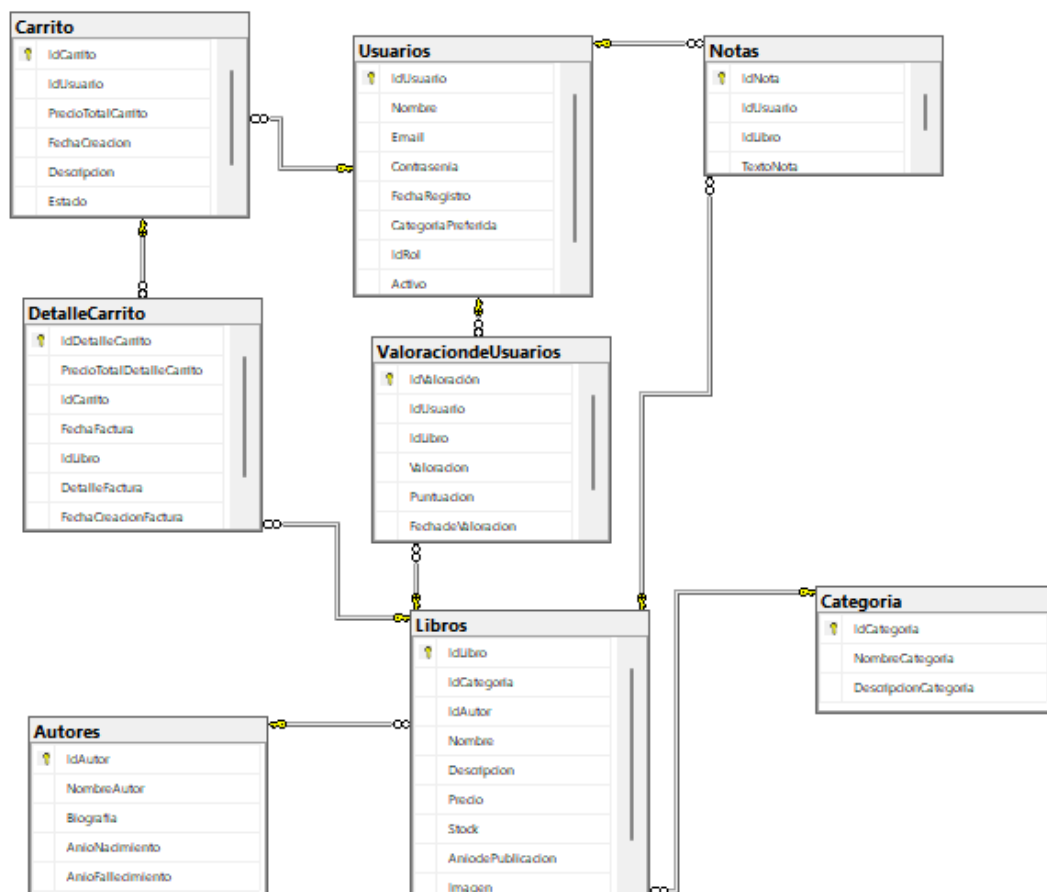 Carrito
IdCarrito
IdUsuario
PrecioTotalCarrito
FechaCreacion
Descripcion
Estado
Usuarios
IdUsuario
Nombre
Email
Contrasenia
FechaRegistro
CategoriaPreferida
IdRol
Activo
Notas
IdNota
IdUsuario
IdLibro
TextoNota
DetalleCarrito
IdDetalleCarrito
PrecioTotalDetalleCarrito
IdCarrito
FechaFactura
IdLibro
DetalleFactura
FechaCreacionFactura
ValoraciondeUsuarios
IdValoración
IdUsuario
IdLibro
Valoracion
Puntuacion
FechadeValoracion
Libros
IdLibro
IdCategoria
IdAutor
Nombre
Descripcion
Precio
Stock
AniodePublicacion
Imagen
Categoria
IdCategoria
NombreCategoria
DescripcionCategoria
Autores
IdAutor
NombreAutor
Biografia
AnioNacimiento
AnioFallecimiento